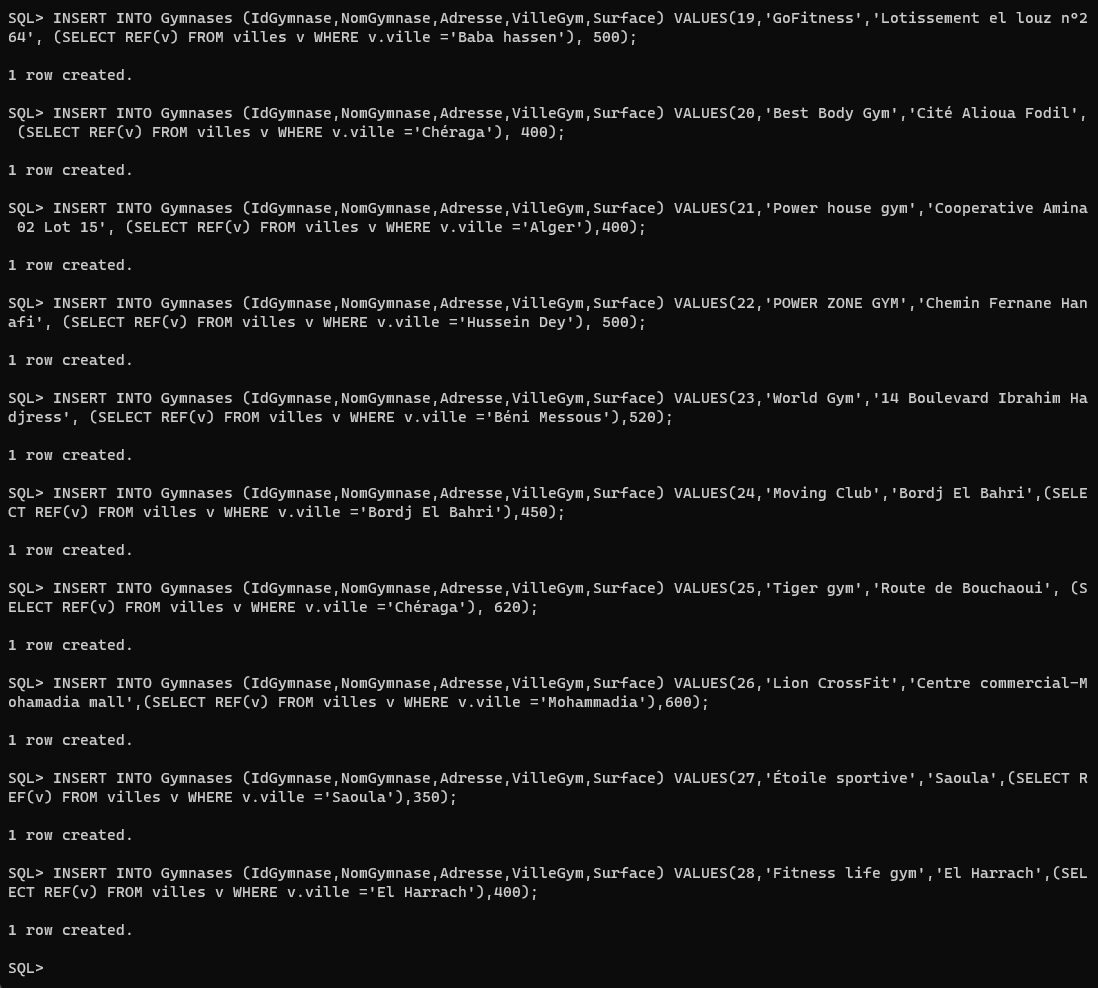 SQL> INSERT INTO Gymnases (IdGymnase,NomGymnase,Adresse,VilleGym,Surface) VALUES(19,'GoFitness','Lotissement el louz n°2
64', (SELECT REF(v) FROM villes v WHERE v.ville ='Baba hassen'), 500);
1 row created.
SQL> INSERT INTO Gymnases (IdGymnase,NomGymnase,Adresse,VilleGym,Surface) VALUES(20,'Best Body Gym','Cité Alioua Fodil',
 (SELECT REF(v) FROM villes v WHERE v.ville ='Chéraga'), 400);
1 row created.
SQL> INSERT INTO Gymnases (IdGymnase,NomGymnase,Adresse,VilleGym,Surface) VALUES(21,'Power house gym','Cooperative Amina
 02 Lot 15', (SELECT REF(v) FROM villes v WHERE v.ville ='Alger'),400);
1 row created.
SQL> INSERT INTO Gymnases (IdGymnase,NomGymnase,Adresse,VilleGym,Surface) VALUES(22,'POWER ZONE GYM','Chemin Fernane Han
afi', (SELECT REF(v) FROM villes v WHERE v.ville ='Hussein Dey'), 500);
1 row created.
SQL> INSERT INTO Gymnases (IdGymnase,NomGymnase,Adresse,VilleGym,Surface) VALUES(23,'World Gym','14 Boulevard Ibrahim Ha
djress', (SELECT REF(v) FROM villes v WHERE v.ville ='Béni Messous'),520);
1 row created.
SQL> INSERT INTO Gymnases (IdGymnase,NomGymnase,Adresse,VilleGym,Surface) VALUES(24,'Moving Club','Bordj El Bahri',(SELE
CT REF(v) FROM villes v WHERE v.ville ='Bordj El Bahri'),450);
1 row created.
SQL> INSERT INTO Gymnases (IdGymnase,NomGymnase,Adresse,VilleGym,Surface) VALUES(25,'Tiger gym','Route de Bouchaoui', (S
ELECT REF(v) FROM villes v WHERE v.ville ='Chéraga'), 620);
1 row created.
SQL> INSERT INTO Gymnases (IdGymnase,NomGymnase,Adresse,VilleGym,Surface) VALUES(26,'Lion CrossFit','Centre commercial-M
ohamadia mall',(SELECT REF(v) FROM villes v WHERE v.ville ='Mohammadia'),600);
1 row created.
SQL> INSERT INTO Gymnases (IdGymnase,NomGymnase,Adresse,VilleGym,Surface) VALUES(27,'Étoile sportive','Saoula',(SELECT R
EF(v) FROM villes v WHERE v.ville ='Saoula'),350);
1 row created.
SQL> INSERT INTO Gymnases (IdGymnase,NomGymnase,Adresse,VilleGym,Surface) VALUES(28,'Fitness life gym','El Harrach',(SEL
ECT REF(v) FROM villes v WHERE v.ville ='El Harrach'),400);
1 row created.
SQL>